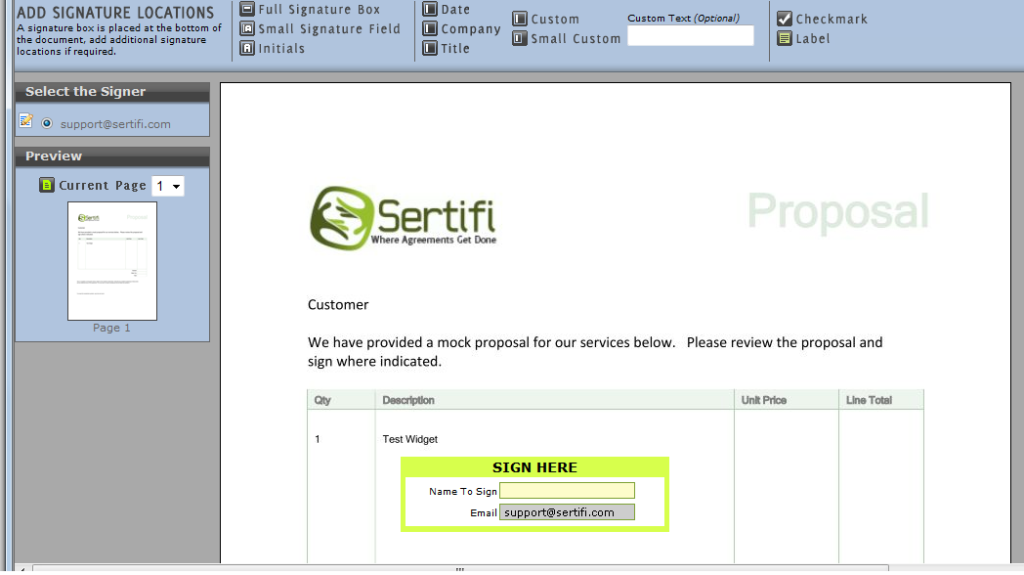 ADD SIGNATURE LOCATIONS
A signature box is placed at the bottom of
the document, add additional signature
locations if required.
Full Signature Box
Small Signature Field
Initials
Date
Company
Title
Custom
Small Custom
Custom Text (Optional)
Checkmark
Label
Select the Signer
support@sertifi.com
Preview
Current Page 1
Sertifi
Proposal
Page 1
Sertifi
Where Agreements Get Done
Proposal
Customer
We have provided a mock proposal for our services below. Please review the proposal and
sign where indicated.
Qty Description Unit Price Line Total
1 Test Widget
SIGN HERE
Name To Sign
Email support@sertifi.com